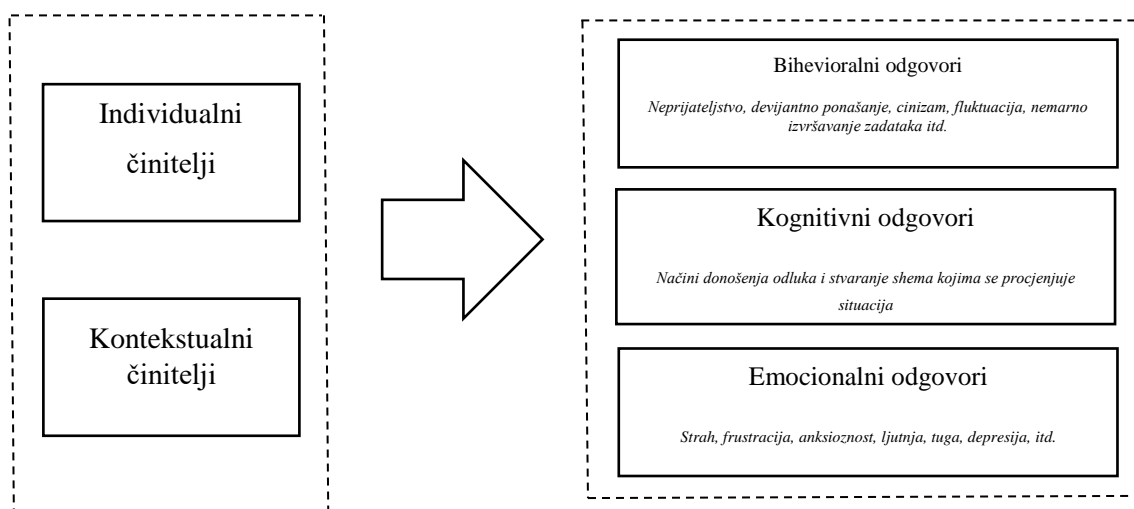 Individualni
činitelji
Kontekstualni
činitelji
Bihevioralni odgovori
Neprijateljstvo, devijantno ponašanje, cinizam, fluktuacija, nemarno
izvršavanje zadataka itd.
Kognitivni odgovori
Načini donošenja odluka i stvaranje shema kojima se procjenjuje
situacija
Emocionalni odgovori
Strah, frustracija, anksioznost, ljutnja, tuga, depresija, itd.